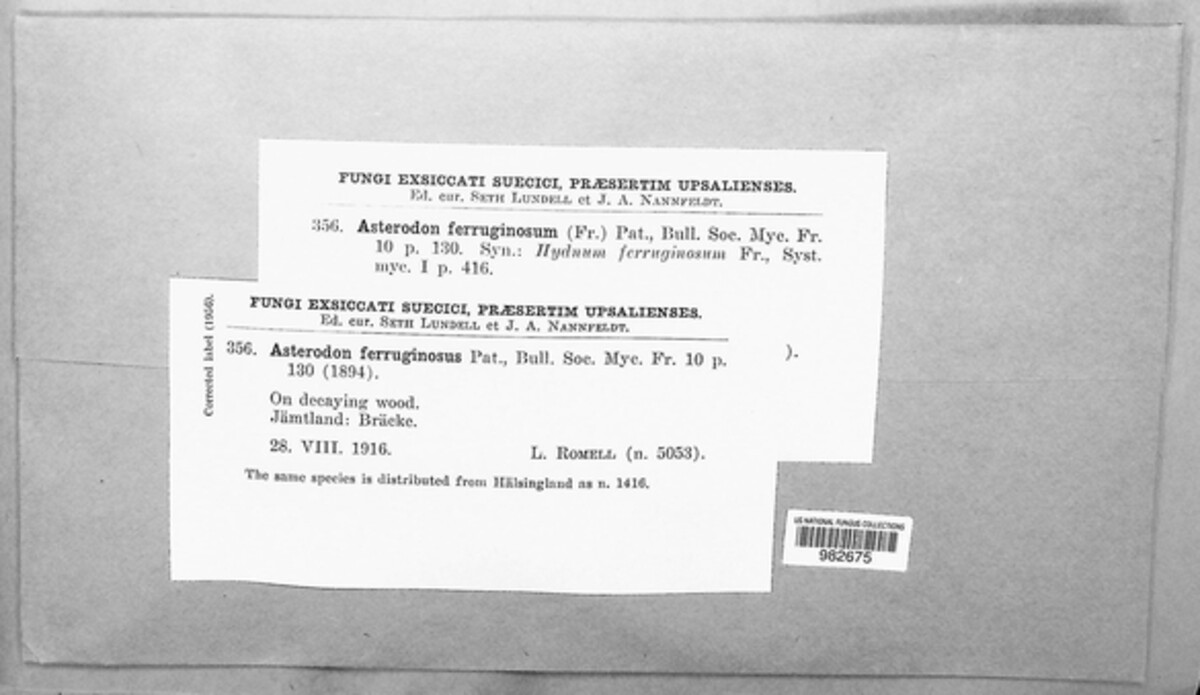 FUNGI EXSICCATI SUECICI, PRÆSERTIM UPSALIENSES.
Ed. cur. SETH LUNDELL et J. A. NANNFELDT.
356. Asterodon ferruginosum (Fr.) Pat., Bull. Soc. Myc. Fr.
10 p. 130. Syn.: Hydnum ferruginosum Fr., Syst.
myc. I p. 416.
).
Corrected label (1956).
FUNGI EXSICCATI SUECICI, PRÆSERTIM UPSALIENSES.
Ed. cur. SETH LUNDELL et J. A. NANNFELDT.
356. Asterodon ferruginosus Pat., Bull. Soc. Myc. Fr. 10 p.
130 (1894).
On decaying wood.
Jämtland: Bräcke.
28. VIII. 1916. L. ROMELL (n. 5053).
The same species is distributed from Hälsingland as n. 1416.
US NATIONAL FUNGUS COLLECTIONS
982675